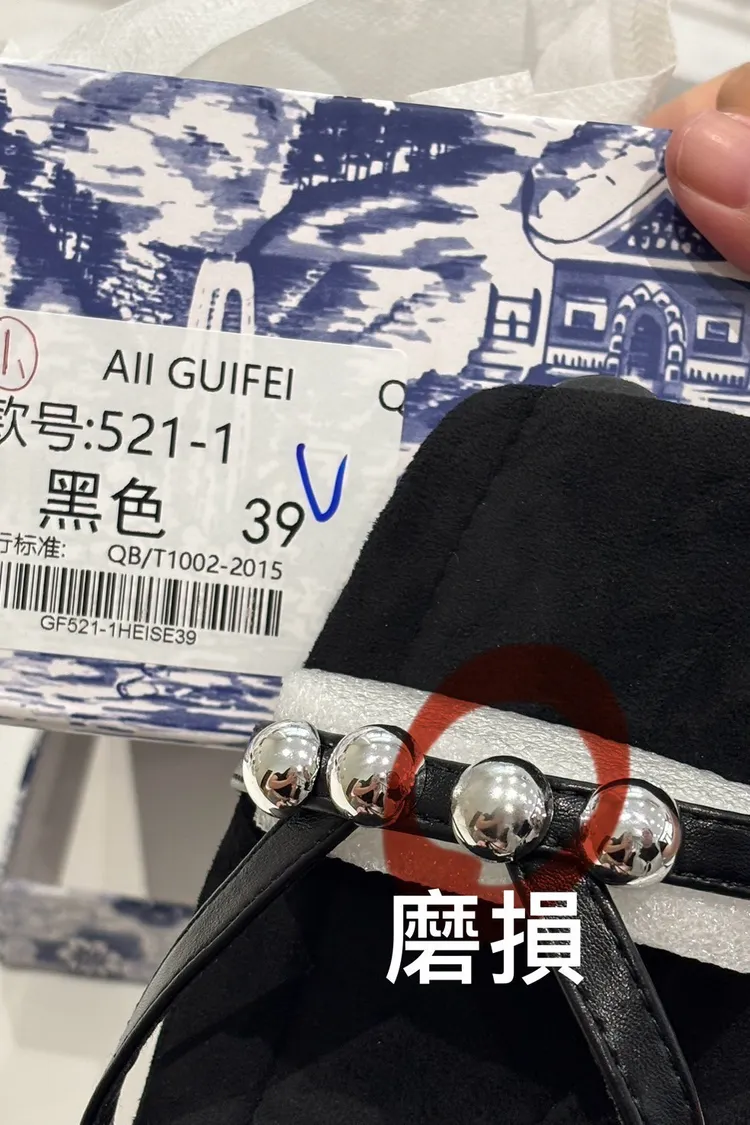 AII GUIFEI Q
款号:521-1
黑色 39
行标准: QB/T1002-2015
GF521-1HEISE39
磨損